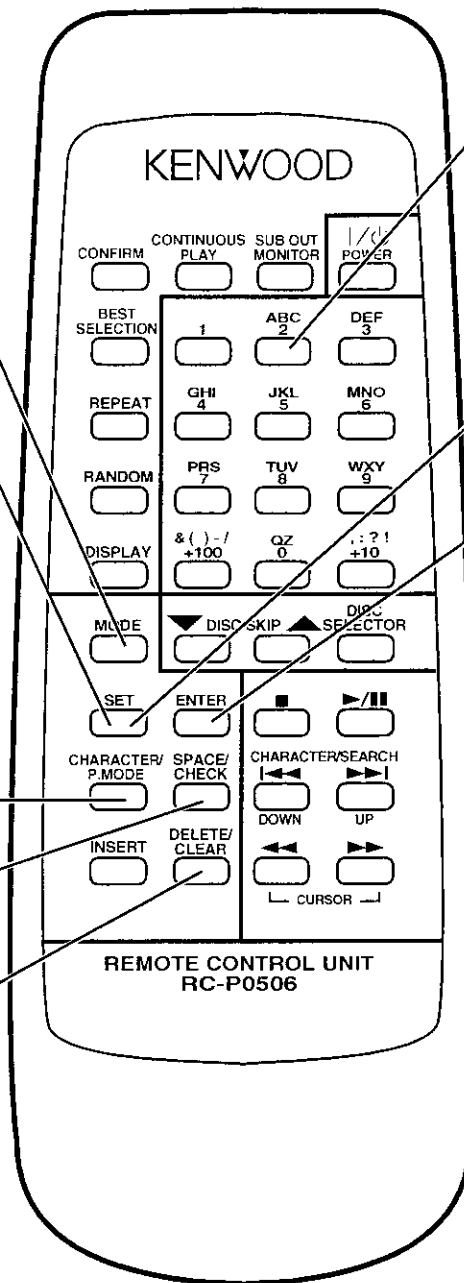 KENWOOD
CONFIRM CONTINUOUS PLAY SUB OUT MONITOR POWER
BEST SELECTION 1 ABC 2 DEF 3
REPEAT GHI 4 JKL 5 MNO 6
RANDOM PRS 7 TUV 8 WXY 9
DISPLAY & ( ) - / +100 QZ 0 , : ? ! +10
MODE ▼ DISC SKIP ▲ DISC SELECTOR
SET ENTER ■ ►/II
CHARACTER/ P.MODE SPACE/ CHECK CHARACTER/SEARCH
I◄◄ ►►I
DOWN UP
INSERT DELETE/ CLEAR ◄◄ ►►
CURSOR
REMOTE CONTROL UNIT
RC-P0506